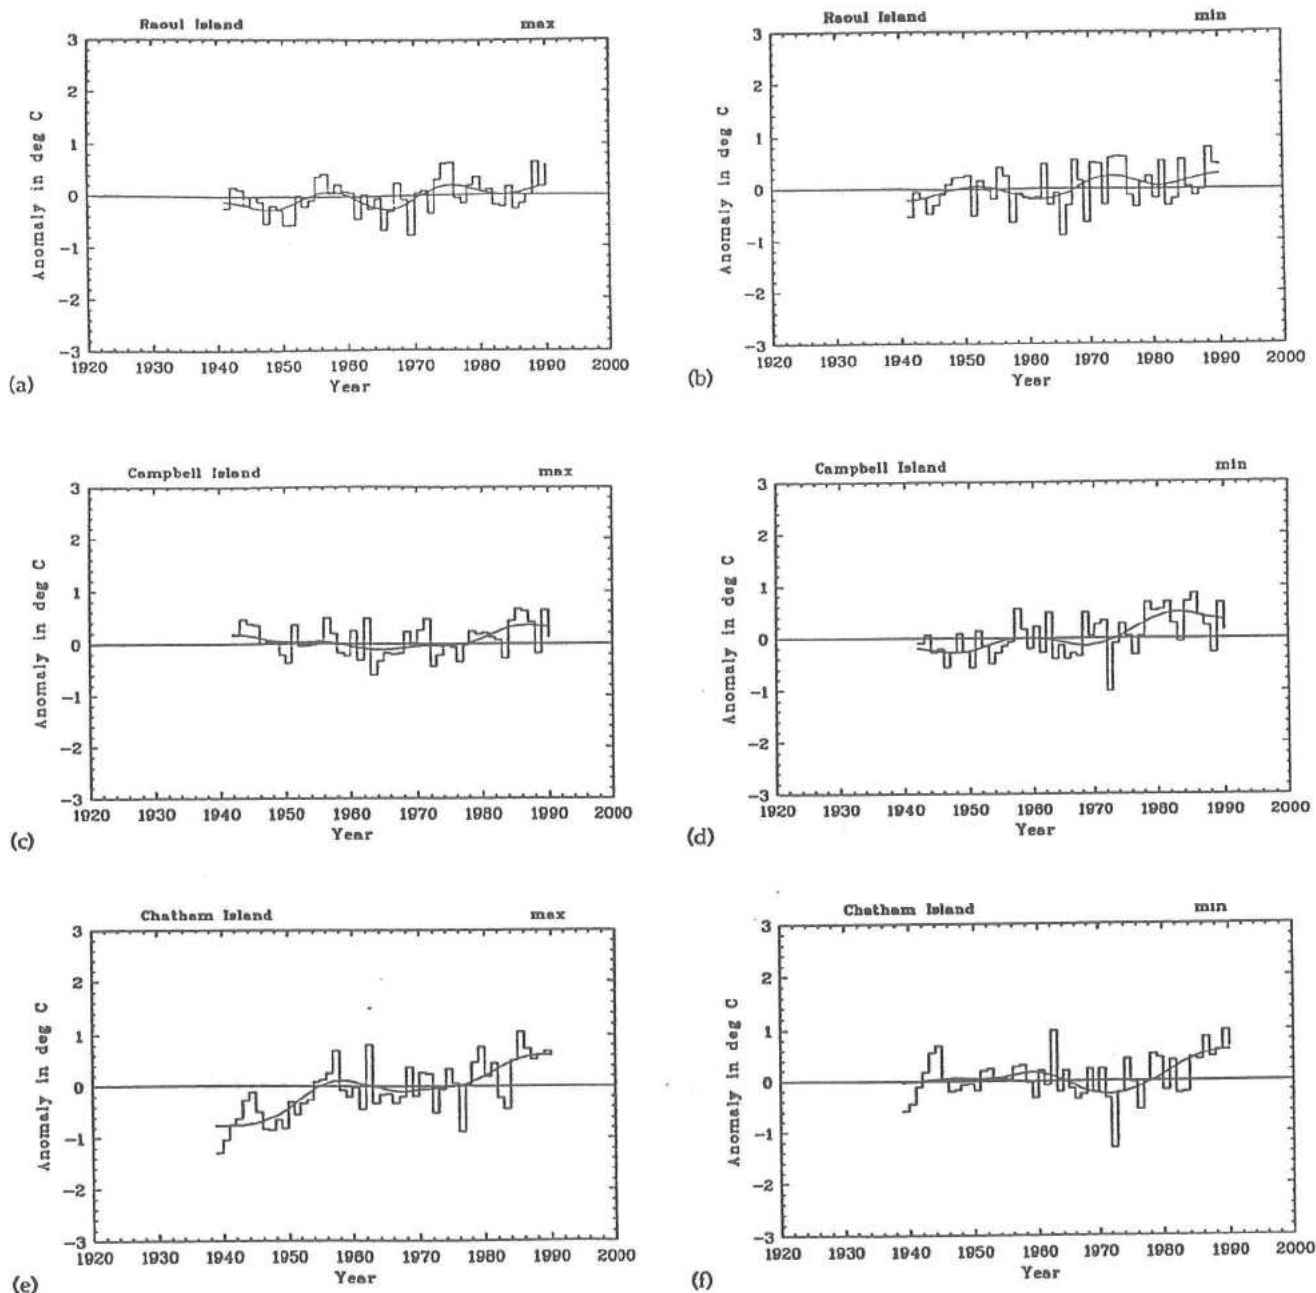 Raoul Island max
3
2
1
0
−1
−2
−3
Anomaly in deg C
1920 1930 1940 1950 1960 1970 1980 1990 2000
Year
(a)
Raoul Island min
3
2
1
0
−1
−2
−3
Anomaly in deg C
1920 1930 1940 1950 1960 1970 1980 1990 2000
Year
(b)
Campbell Island max
3
2
1
0
−1
−2
−3
Anomaly in deg C
1920 1930 1940 1950 1960 1970 1980 1990 2000
Year
(c)
Campbell Island min
3
2
1
0
−1
−2
−3
Anomaly in deg C
1920 1930 1940 1950 1960 1970 1980 1990 2000
Year
(d)
Chatham Island max
3
2
1
0
−1
−2
−3
Anomaly in deg C
1920 1930 1940 1950 1960 1970 1980 1990 2000
Year
(e)
Chatham Island min
3
2
1
0
−1
−2
−3
Anomaly in deg C
1920 1930 1940 1950 1960 1970 1980 1990 2000
Year
(f)